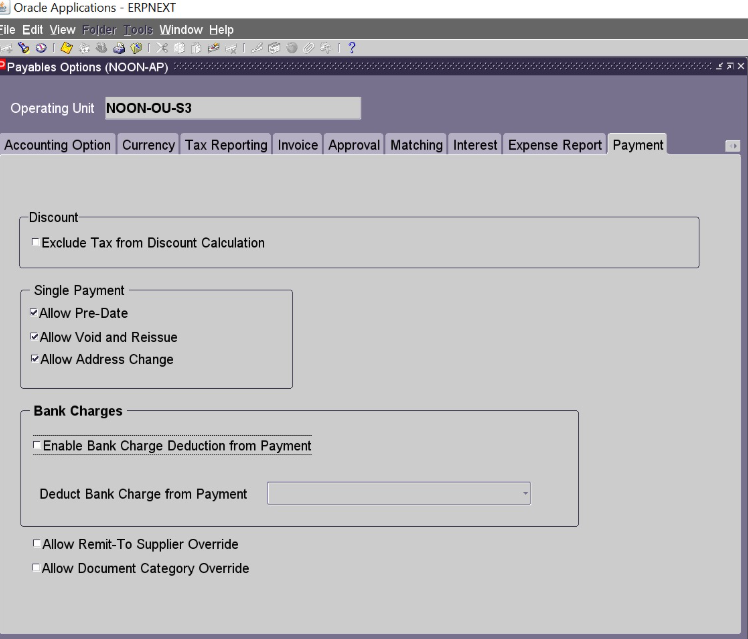 Oracle Applications - ERPNEXT
File Edit View Folder Tools Window Help
Payables Options (NOON-AP)
Operating Unit NOON-OU-S3
Accounting Option Currency Tax Reporting Invoice Approval Matching Interest Expense Report Payment
Discount
Exclude Tax from Discount Calculation
Single Payment
Allow Pre-Date
Allow Void and Reissue
Allow Address Change
Bank Charges
Enable Bank Charge Deduction from Payment
Deduct Bank Charge from Payment
Allow Remit-To Supplier Override
Allow Document Category Override